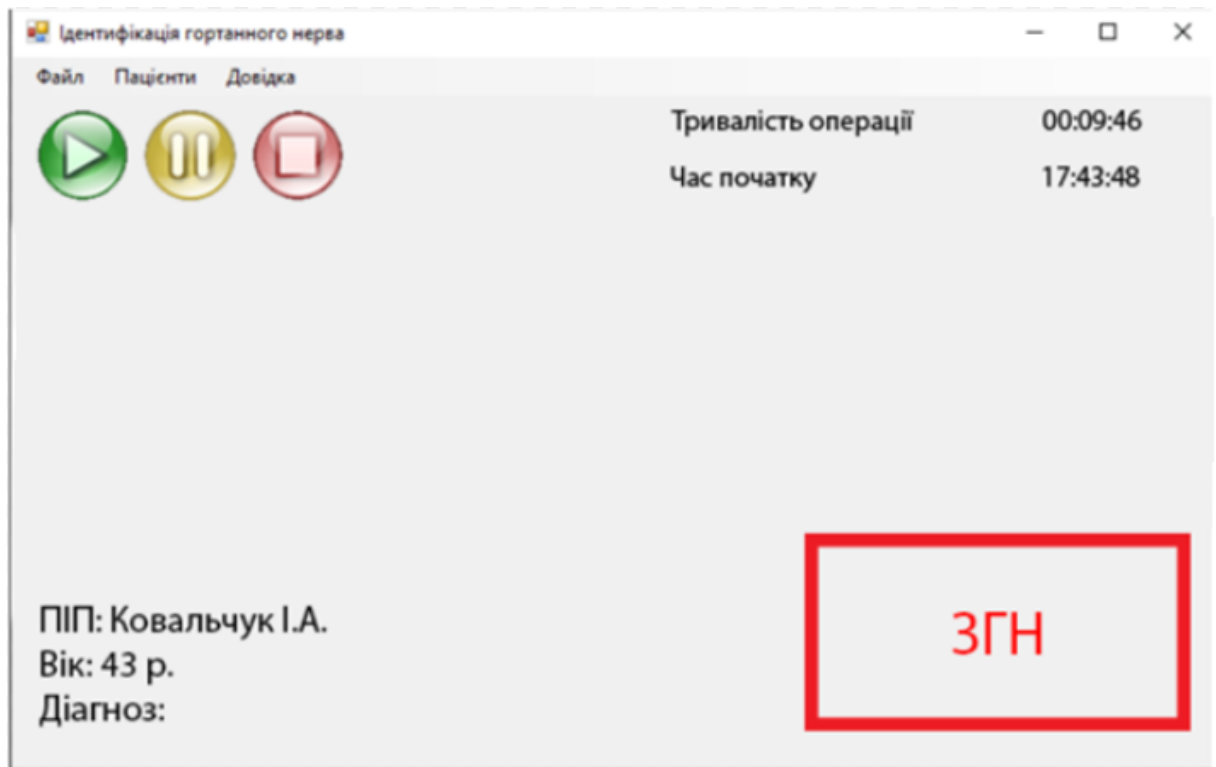 Ідентифікація гортанного нерва
Файл Пацієнти Довідка
Тривалість операції 00:09:46
Час початку 17:43:48
ПІП: Ковальчук І.А.
Вік: 43 р.
Діагноз:
ЗГН